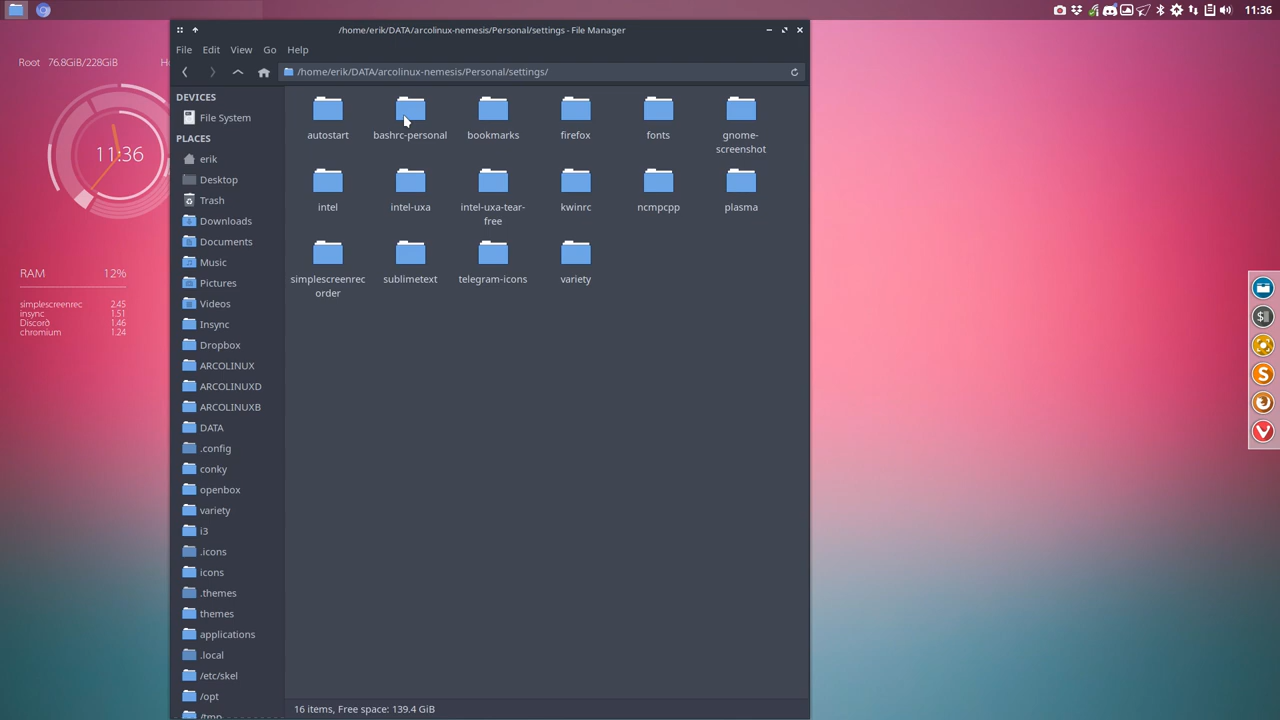 11:36
/home/erik/DATA/arcolinux-nemesis/Personal/settings - File Manager
File Edit View Go Help
/home/erik/DATA/arcolinux-nemesis/Personal/settings/
Root 76.8GiB/228GiB
11:36
RAM 12%
simplescreenrec 2.45
insync 1.51
Discord 1.46
chromium 1.24
DEVICES
File System
PLACES
erik
Desktop
Trash
Downloads
Documents
Music
Pictures
Videos
Insync
Dropbox
ARCOLINUX
ARCOLINUXD
ARCOLINUXB
DATA
.config
conky
openbox
variety
i3
.icons
icons
.themes
themes
applications
.local
/etc/skel
/opt
/tmp
autostart
bashrc-personal
bookmarks
firefox
fonts
gnome-
screenshot
intel
intel-uxa
intel-uxa-tear-
free
kwinrc
ncmpcpp
plasma
simplescreenrec
order
sublimetext
telegram-icons
variety
16 items, Free space: 139.4 GiB